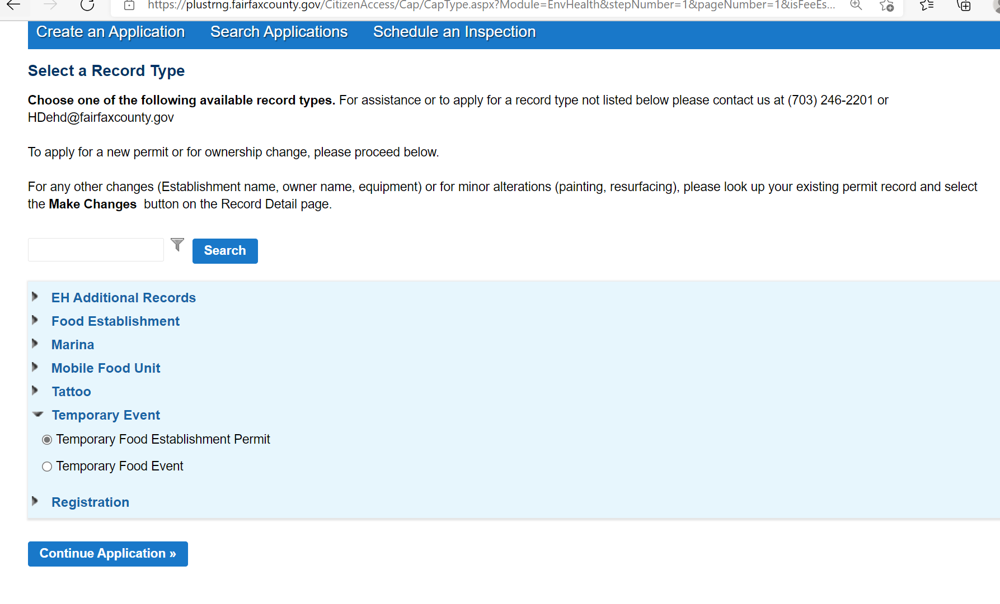 https://plustrng.fairfaxcounty.gov/CitizenAccess/Cap/CapType.aspx?Module=EnvHealth&stepNumber=1&pageNumber=1&isFeeEs...
Create an Application Search Applications Schedule an Inspection
Select a Record Type
Choose one of the following available record types. For assistance or to apply for a record type not listed below please contact us at (703) 246-2201 or
HDehd@fairfaxcounty.gov
To apply for a new permit or for ownership change, please proceed below.
For any other changes (Establishment name, owner name, equipment) or for minor alterations (painting, resurfacing), please look up your existing permit record and select
the Make Changes button on the Record Detail page.
Search
EH Additional Records
Food Establishment
Marina
Mobile Food Unit
Tattoo
Temporary Event
Temporary Food Establishment Permit
Temporary Food Event
Registration
Continue Application »